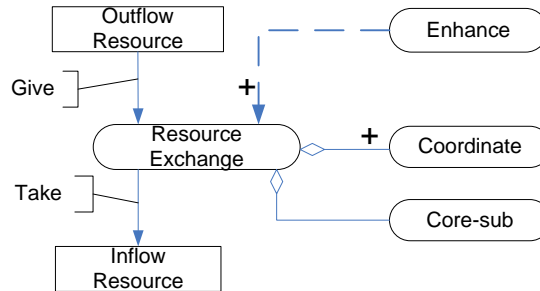 Outflow
Resource
Enhance
Give
+
Resource
Exchange
+
Coordinate
Take
Core-sub
Inflow
Resource